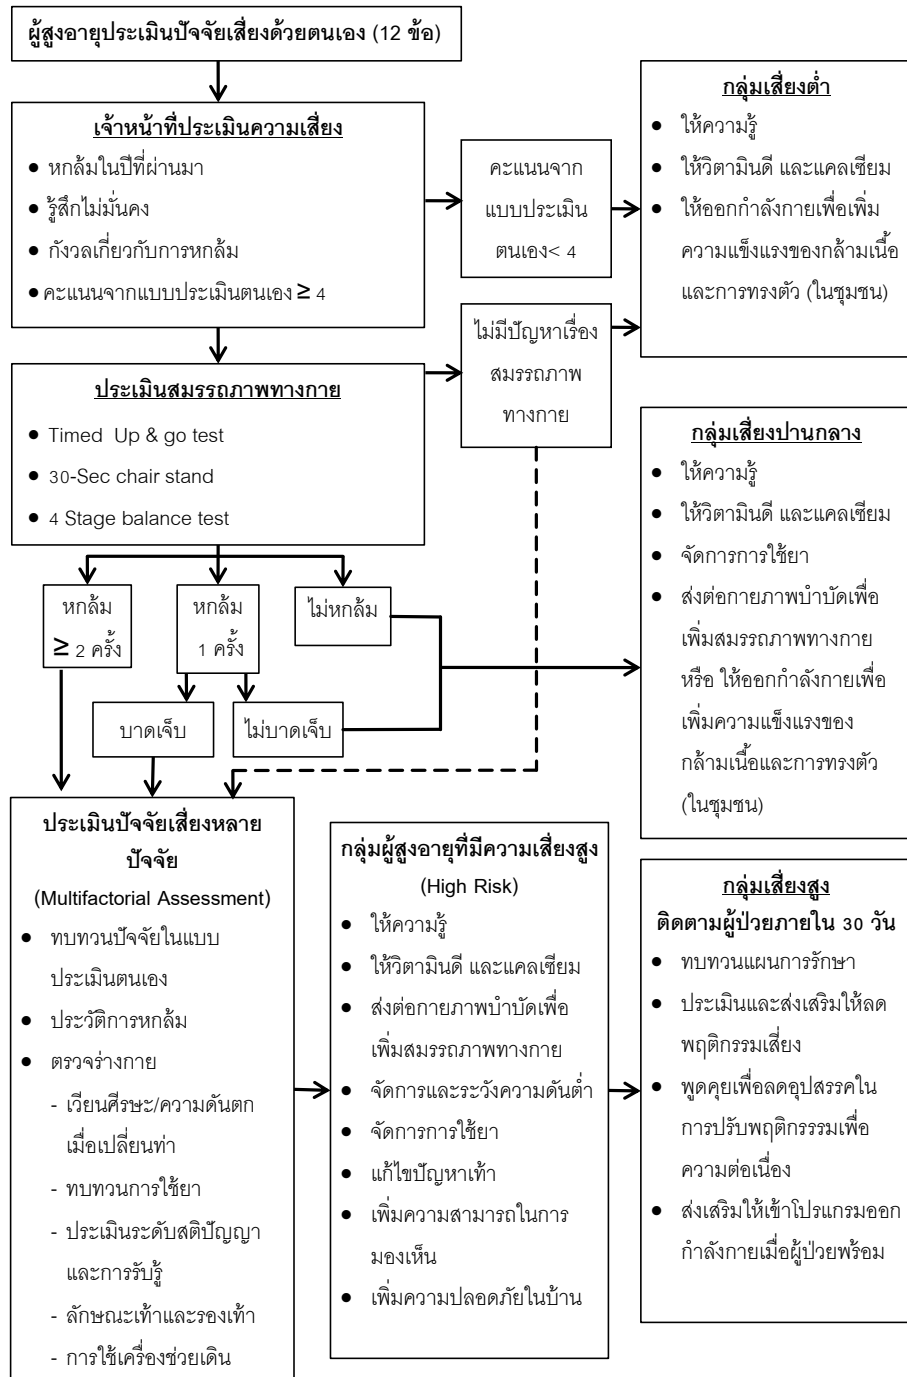 ผู้สูงอายุประเมินปัจจัยเสี่ยงด้วยตนเอง (12 ข้อ)
เจ้าหน้าที่ประเมินความเสี่ยง
● หกล้มในปีที่ผ่านมา
● รู้สึกไม่มั่นคง
● กังวลเกี่ยวกับการหกล้ม
● คะแนนจากแบบประเมินตนเอง ≥ 4
คะแนนจาก
แบบประเมิน
ตนเอง< 4
กลุ่มเสี่ยงต่ำ
● ให้ความรู้
● ให้วิตามินดี และแคลเซียม
● ให้ออกกำลังกายเพื่อเพิ่ม
ความแข็งแรงของกล้ามเนื้อ
และการทรงตัว (ในชุมชน)
ประเมินสมรรถภาพทางกาย
● Timed Up & go test
● 30-Sec chair stand
● 4 Stage balance test
ไม่มีปัญหาเรื่อง
สมรรถภาพ
ทางกาย
กลุ่มเสี่ยงปานกลาง
● ให้ความรู้
● ให้วิตามินดี และแคลเซียม
● จัดการการใช้ยา
● ส่งต่อกายภาพบำบัดเพื่อ
เพิ่มสมรรถภาพทางกาย
หรือ ให้ออกกำลังกายเพื่อ
เพิ่มความแข็งแรงของ
กล้ามเนื้อและการทรงตัว
(ในชุมชน)
หกล้ม
≥ 2 ครั้ง
หกล้ม
1 ครั้ง
ไม่หกล้ม
บาดเจ็บ
ไม่บาดเจ็บ
ประเมินปัจจัยเสี่ยงหลาย
ปัจจัย
(Multifactorial Assessment)
● ทบทวนปัจจัยในแบบ
ประเมินตนเอง
● ประวัติการหกล้ม
● ตรวจร่างกาย
- เวียนศีรษะ/ความดันตก
เมื่อเปลี่ยนท่า
- ทบทวนการใช้ยา
- ประเมินระดับสติปัญญา
และการรับรู้
- ลักษณะเท้าและรองเท้า
- การใช้เครื่องช่วยเดิน
กลุ่มผู้สูงอายุที่มีความเสี่ยงสูง
(High Risk)
● ให้ความรู้
● ให้วิตามินดี และแคลเซียม
● ส่งต่อกายภาพบำบัดเพื่อ
เพิ่มสมรรถภาพทางกาย
● จัดการและระวังความดันต่ำ
● จัดการการใช้ยา
● แก้ไขปัญหาเท้า
● เพิ่มความสามารถในการ
มองเห็น
● เพิ่มความปลอดภัยในบ้าน
กลุ่มเสี่ยงสูง
ติดตามผู้ป่วยภายใน 30 วัน
● ทบทวนแผนการรักษา
● ประเมินและส่งเสริมให้ลด
พฤติกรรมเสี่ยง
● พูดคุยเพื่อลดอุปสรรคใน
การปรับพฤติกรรรมเพื่อ
ความต่อเนื่อง
● ส่งเสริมให้เข้าโปรแกรมออก
กำลังกายเมื่อผู้ป่วยพร้อม